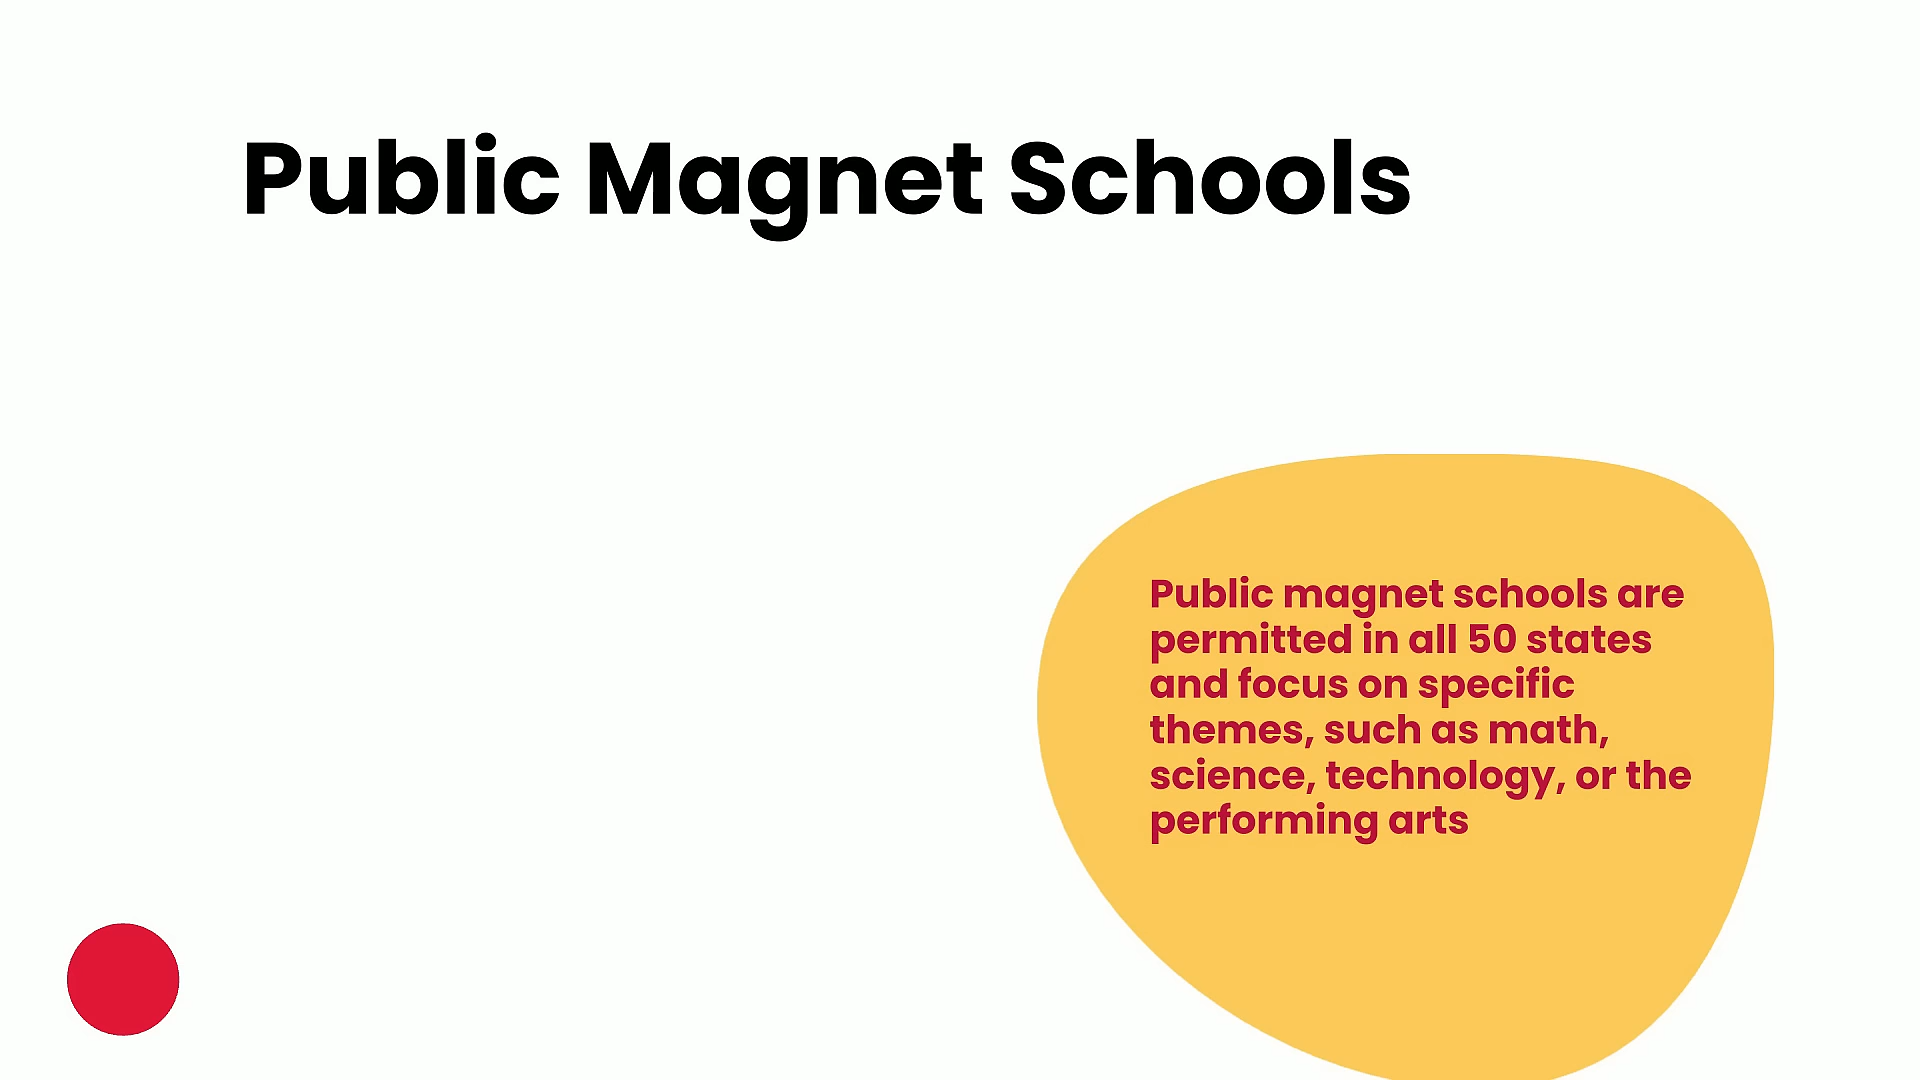 Public Magnet Schools
Public magnet schools are
permitted in all 50 states
and focus on specific
themes, such as math,
science, technology, or the
performing arts